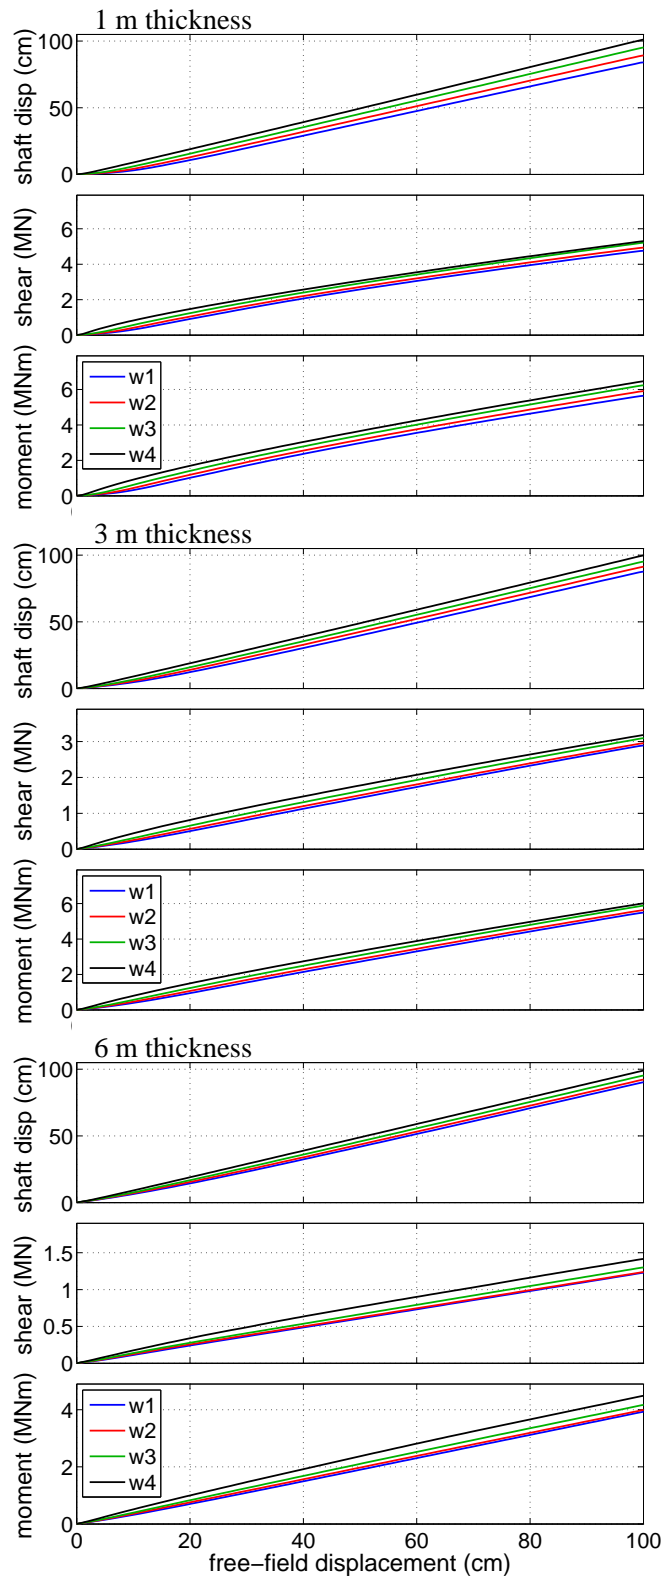 1 m thickness
shaft disp (cm)
100
50
0
shear (MN)
6
4
2
0
moment (MNm)
6
4
2
0
w1
w2
w3
w4
3 m thickness
shaft disp (cm)
100
50
0
shear (MN)
3
2
1
0
moment (MNm)
6
4
2
0
w1
w2
w3
w4
6 m thickness
shaft disp (cm)
100
50
0
shear (MN)
1.5
1
0.5
0
moment (MNm)
4
2
0
w1
w2
w3
w4
0 20 40 60 80 100
free−field displacement (cm)